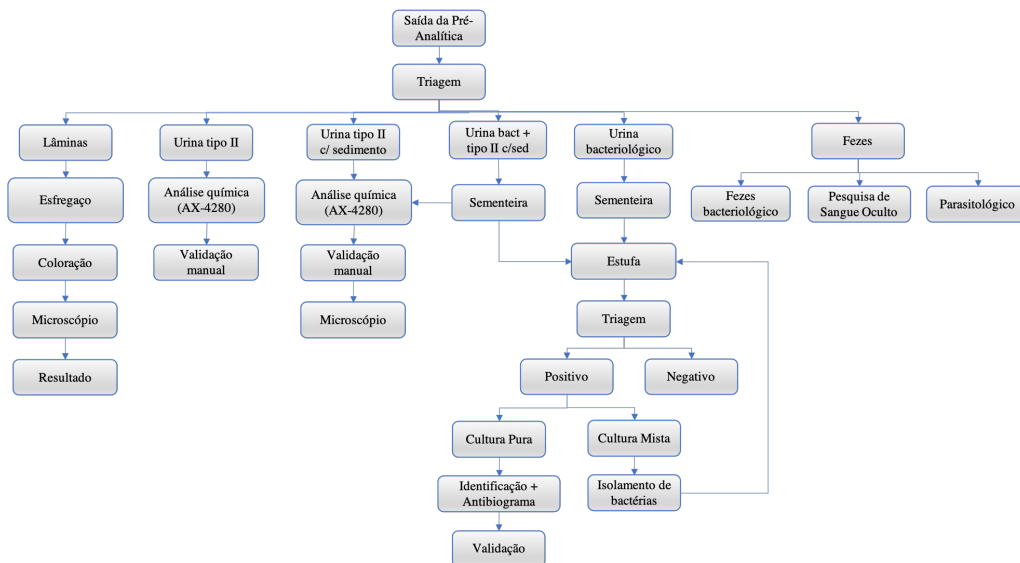 Saída da Pré-
Analítica
Triagem
Lâminas
Urina tipo II
Urina tipo II
c/ sedimento
Urina bact +
tipo II c/sed
Urina
bacteriológico
Fezes
Esfregaço
Análise química
(AX-4280)
Análise química
(AX-4280)
Sementeira
Sementeira
Fezes
bacteriológico
Pesquisa de
Sangue Oculto
Parasitológico
Coloração
Validação
manual
Validação
manual
Estufa
Microscópio
Microscópio
Triagem
Resultado
Positivo
Negativo
Cultura Pura
Cultura Mista
Identificação +
Antibiograma
Isolamento de
bactérias
Validação